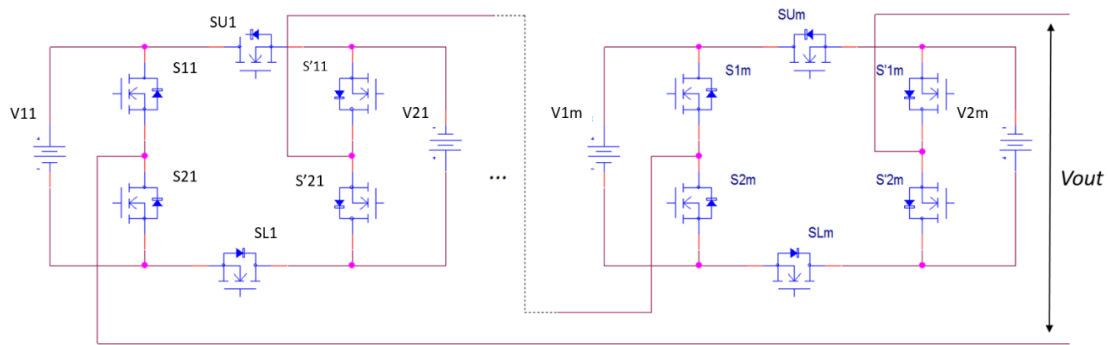 SU1
SUm
S11
S'11
S1m
S'1m
V11
V21
V1m
V2m
...
S21
S'21
S2m
S'2m
Vout
SL1
SLm